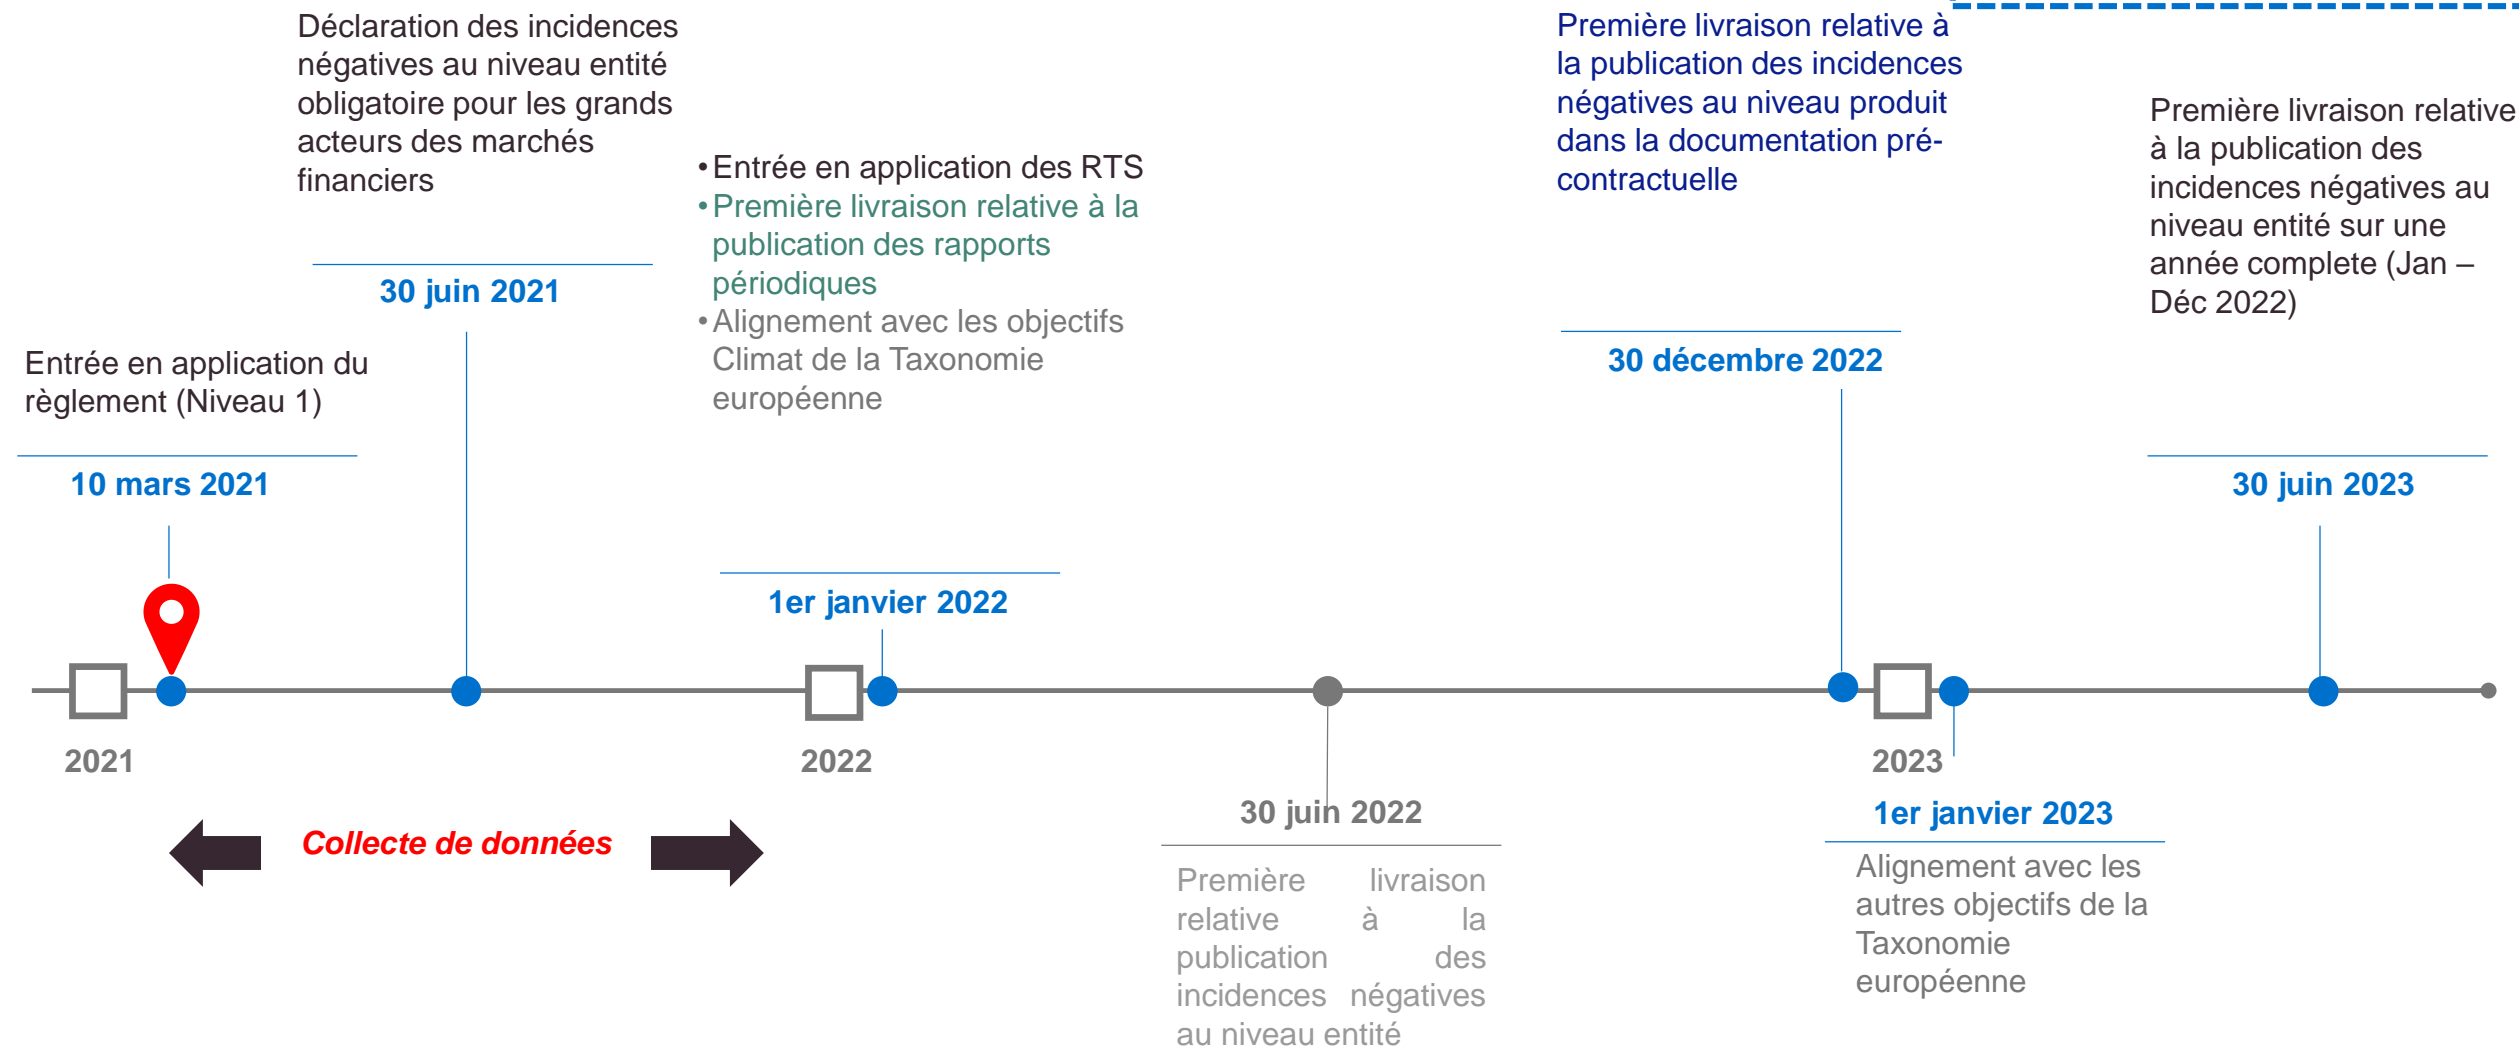 Déclaration des incidences
négatives au niveau entité
obligatoire pour les grands
acteurs des marchés
financiers
30 juin 2021
Entrée en application du
règlement (Niveau 1)
10 mars 2021
•Entrée en application des RTS
•Première livraison relative à la
publication des rapports
périodiques
•Alignement avec les objectifs
Climat de la Taxonomie
européenne
1er janvier 2022
Première livraison relative à
la publication des incidences
négatives au niveau produit
dans la documentation pré-
contractuelle
30 décembre 2022
Première livraison relative
à la publication des
incidences négatives au
niveau entité sur une
année complete (Jan –
Déc 2022)
30 juin 2023
2021
2022
2023
Collecte de données
30 juin 2022
Première livraison
relative à la
publication des
incidences négatives
au niveau entité
1er janvier 2023
Alignement avec les
autres objectifs de la
Taxonomie
européenne